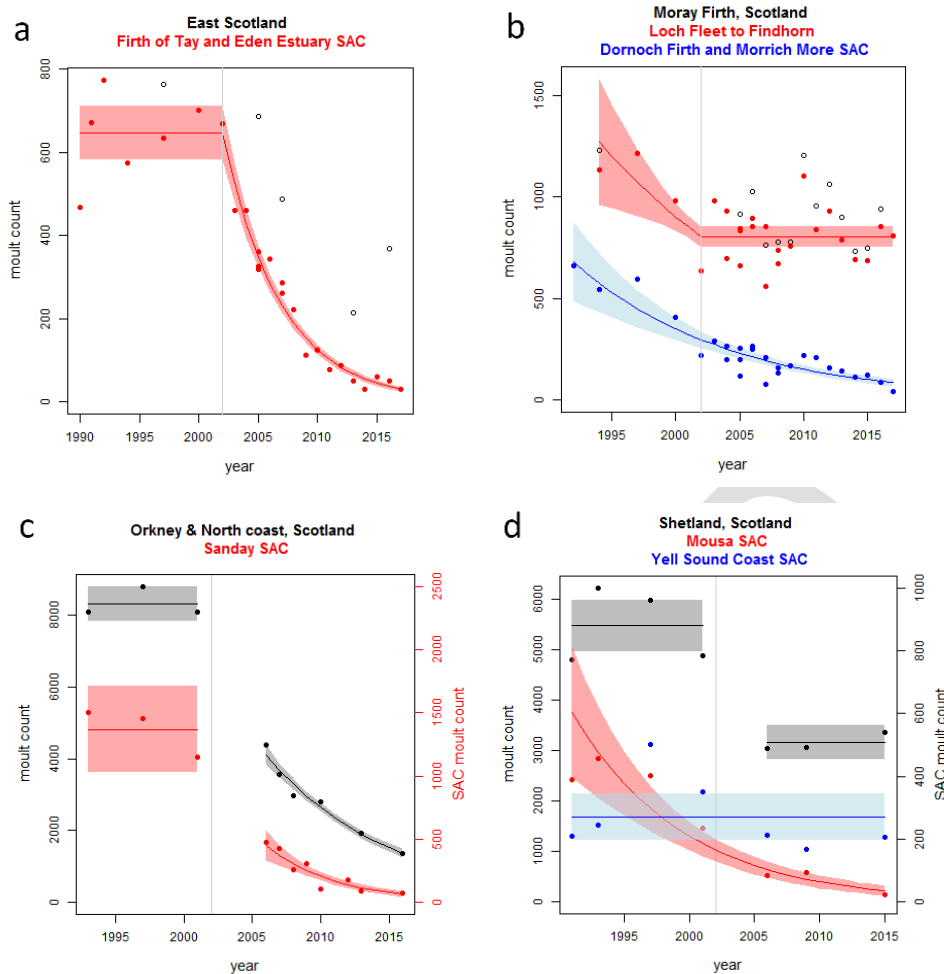 a
East Scotland
Firth of Tay and Eden Estuary SAC
moult count
0
200
400
600
800
1990
1995
2000
2005
2010
2015
year
b
Moray Firth, Scotland
Loch Fleet to Findhorn
Dornoch Firth and Morrich More SAC
moult count
0
500
1000
1500
1995
2000
2005
2010
2015
year
c
Orkney & North coast, Scotland
Sanday SAC
moult count
0
2000
4000
6000
8000
SAC moult count
0
500
1000
1500
2000
2500
1995
2000
2005
2010
2015
year
d
Shetland, Scotland
Mousa SAC
Yell Sound Coast SAC
moult count
0
1000
2000
3000
4000
5000
6000
SAC moult count
0
200
400
600
800
1000
1995
2000
2005
2010
2015
year